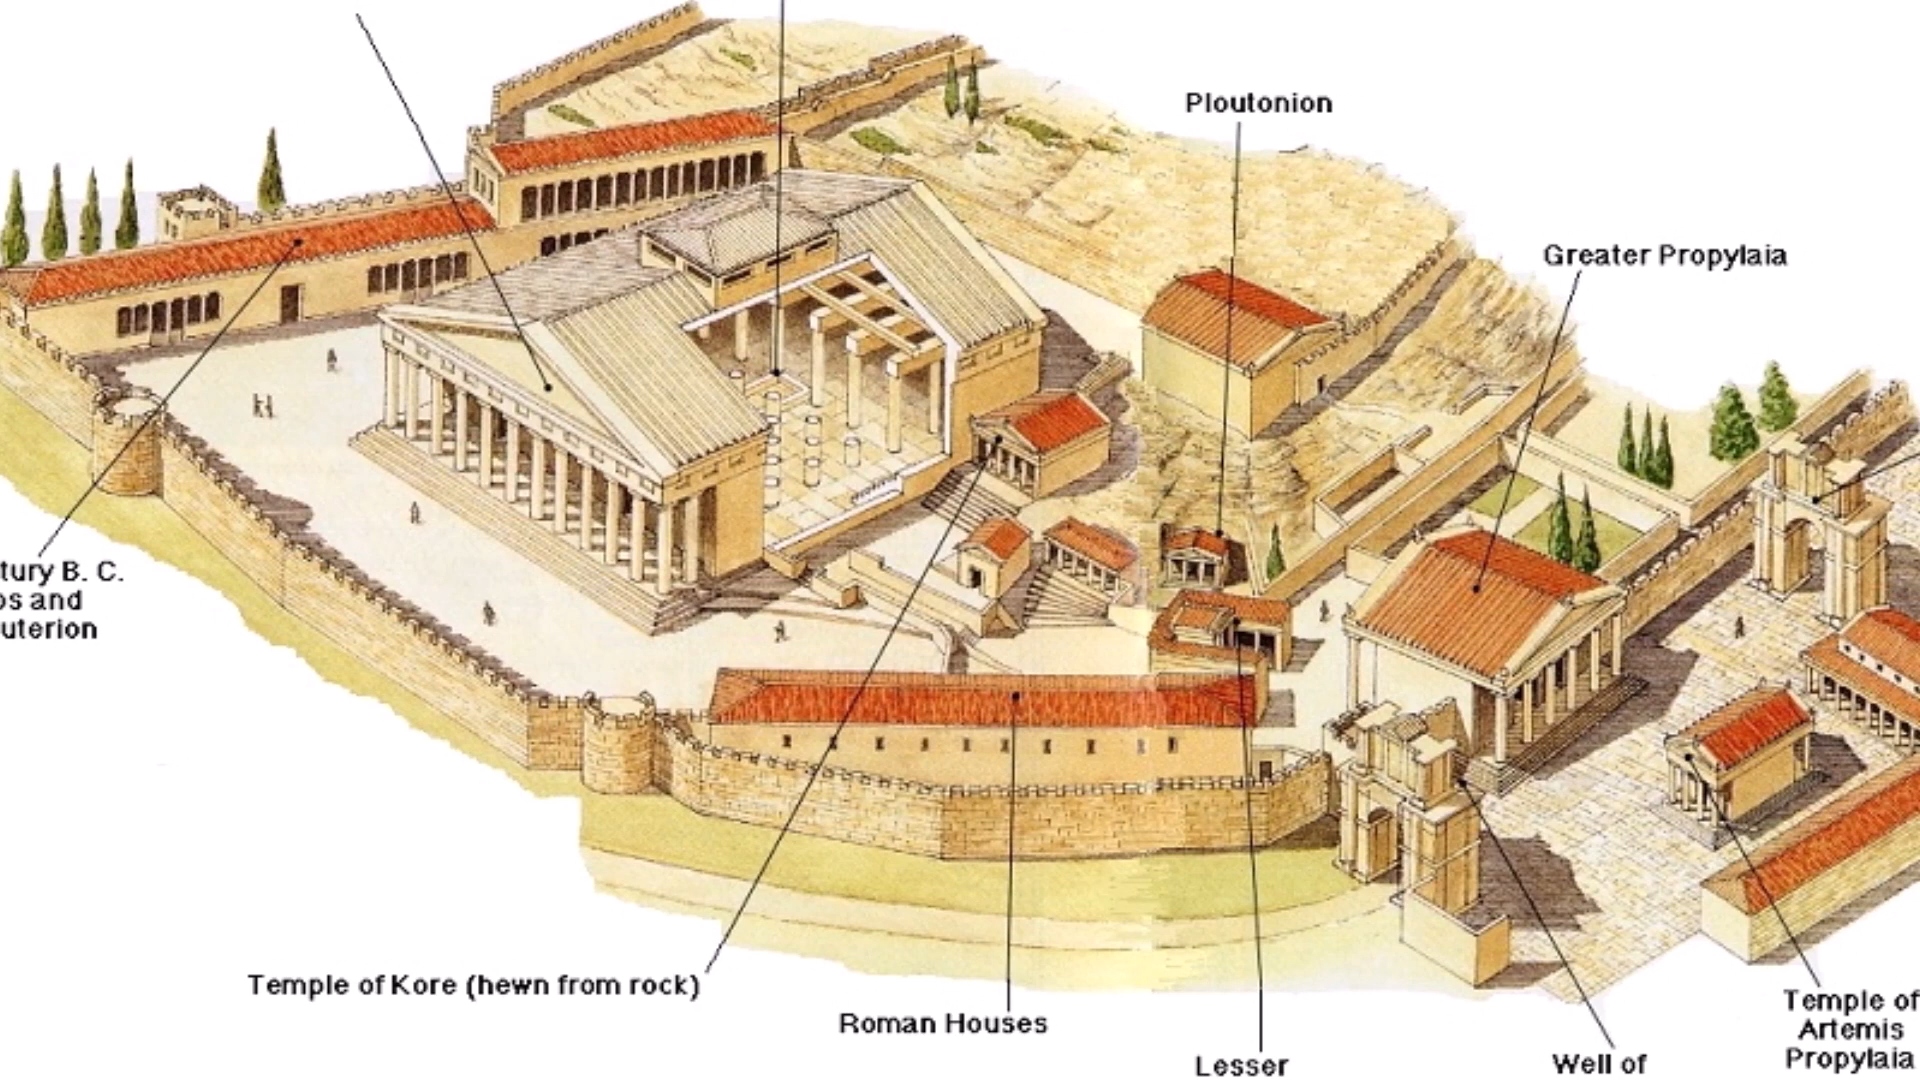 Ploutonion
Greater Propylaia
tury B. C.
os and
uterion
Temple of Kore (hewn from rock)
Roman Houses
Lesser
Well of
Temple of
Artemis
Propylaia